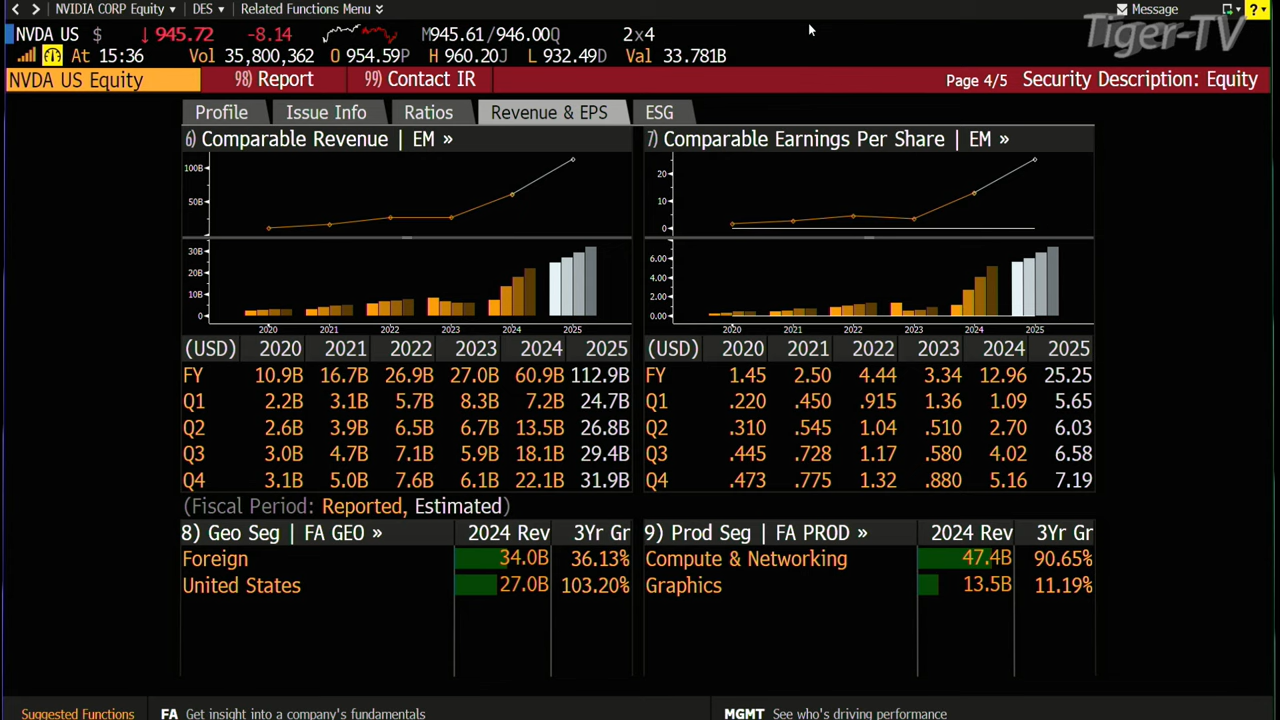 NVIDIA CORP Equity ▾ DES ▾ Related Functions Menu Message ?
NVDA US $ ↓ 945.72 -8.14 M945.61/946.00Q 2x4
At 15:36 Vol 35,800,362 O 954.59P H 960.20J L 932.49D Val 33.781B
Tiger-TV
NVDA US Equity 98) Report 99) Contact IR Page 4/5 Security Description: Equity
Profile Issue Info Ratios Revenue & EPS ESG
6) Comparable Revenue | EM »
100B
50B
30B
20B
10B
0
2020 2021 2022 2023 2024 2025
(USD) 2020 2021 2022 2023 2024 2025
FY 10.9B 16.7B 26.9B 27.0B 60.9B 112.9B
Q1 2.2B 3.1B 5.7B 8.3B 7.2B 24.7B
Q2 2.6B 3.9B 6.5B 6.7B 13.5B 26.8B
Q3 3.0B 4.7B 7.1B 5.9B 18.1B 29.4B
Q4 3.1B 5.0B 7.6B 6.1B 22.1B 31.9B
7) Comparable Earnings Per Share | EM »
20
10
0
6.00
4.00
2.00
0.00
2020 2021 2022 2023 2024 2025
(USD) 2020 2021 2022 2023 2024 2025
FY 1.45 2.50 4.44 3.34 12.96 25.25
Q1 .220 .450 .915 1.36 1.09 5.65
Q2 .310 .545 1.04 .510 2.70 6.03
Q3 .445 .728 1.17 .580 4.02 6.58
Q4 .473 .775 1.32 .880 5.16 7.19
(Fiscal Period: Reported, Estimated)
8) Geo Seg | FA GEO » 2024 Rev 3Yr Gr
Foreign 34.0B 36.13%
United States 27.0B 103.20%
9) Prod Seg | FA PROD » 2024 Rev 3Yr Gr
Compute & Networking 47.4B 90.65%
Graphics 13.5B 11.19%
Suggested Functions FA Get insight into a company's fundamentals MGMT See who's driving performance